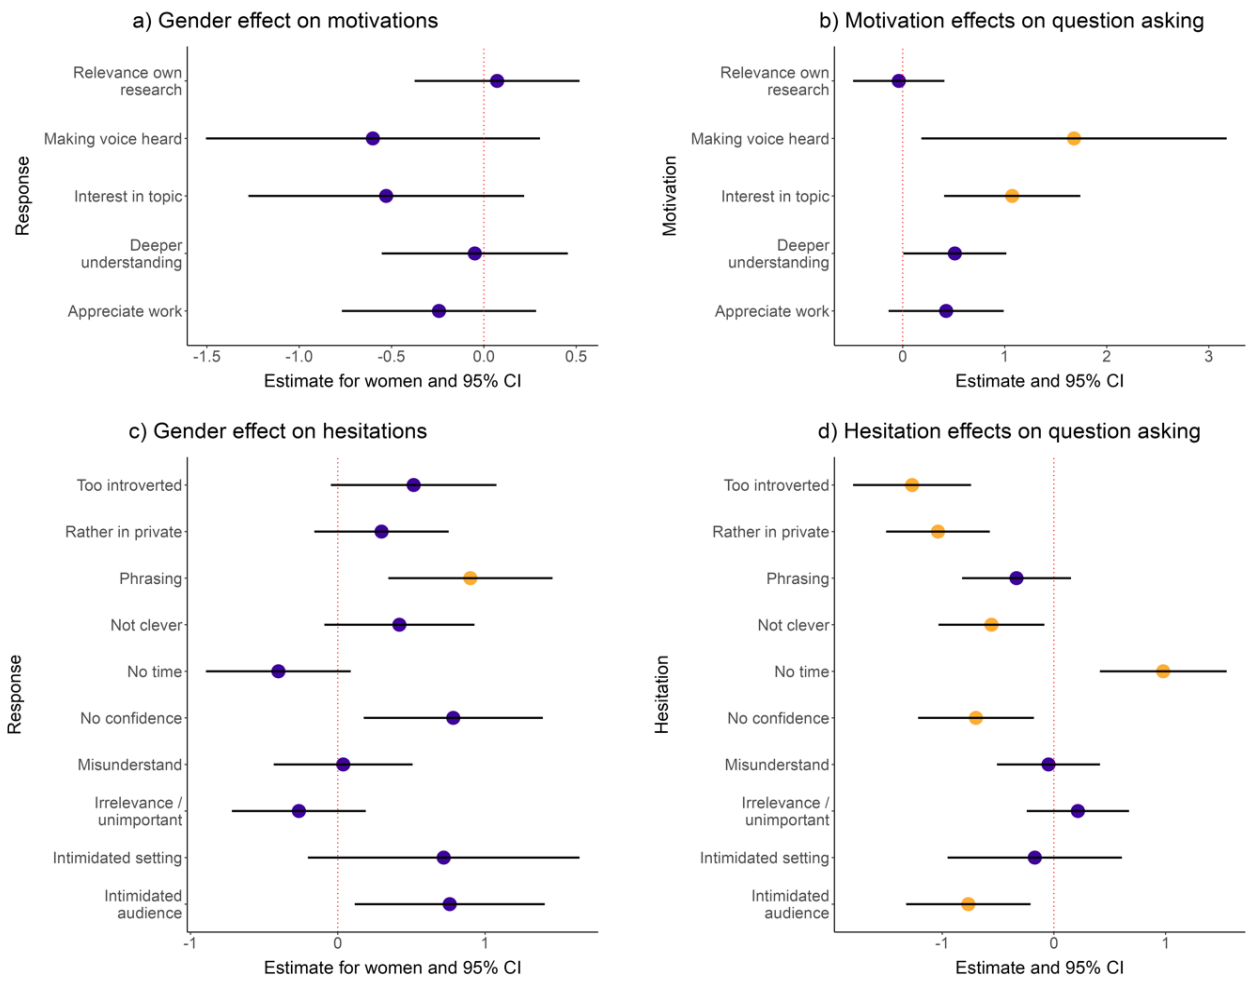 a) Gender effect on motivations
Response
Relevance own
research
Making voice heard
Interest in topic
Deeper
understanding
Appreciate work
-1.5 -1.0 -0.5 0.0 0.5
Estimate for women and 95% CI
b) Motivation effects on question asking
Motivation
Relevance own
research
Making voice heard
Interest in topic
Deeper
understanding
Appreciate work
0 1 2 3
Estimate and 95% CI
c) Gender effect on hesitations
Response
Too introverted
Rather in private
Phrasing
Not clever
No time
No confidence
Misunderstand
Irrelevance /
unimportant
Intimidated setting
Intimidated
audience
-1 0 1
Estimate for women and 95% CI
d) Hesitation effects on question asking
Hesitation
Too introverted
Rather in private
Phrasing
Not clever
No time
No confidence
Misunderstand
Irrelevance /
unimportant
Intimidated setting
Intimidated
audience
-1 0 1
Estimate and 95% CI